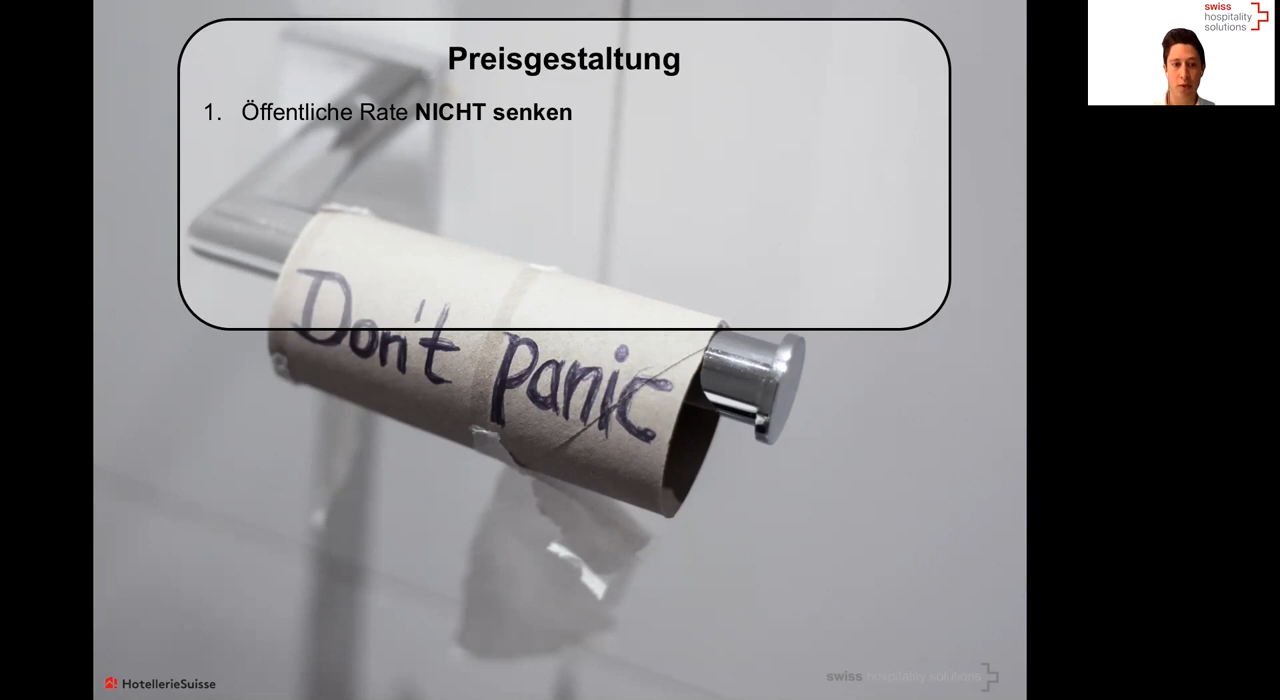 Preisgestaltung
1. Öffentliche Rate NICHT senken
Don't panic
HotellerieSuisse
swiss hospitality solutions
swiss
hospitality
solutions